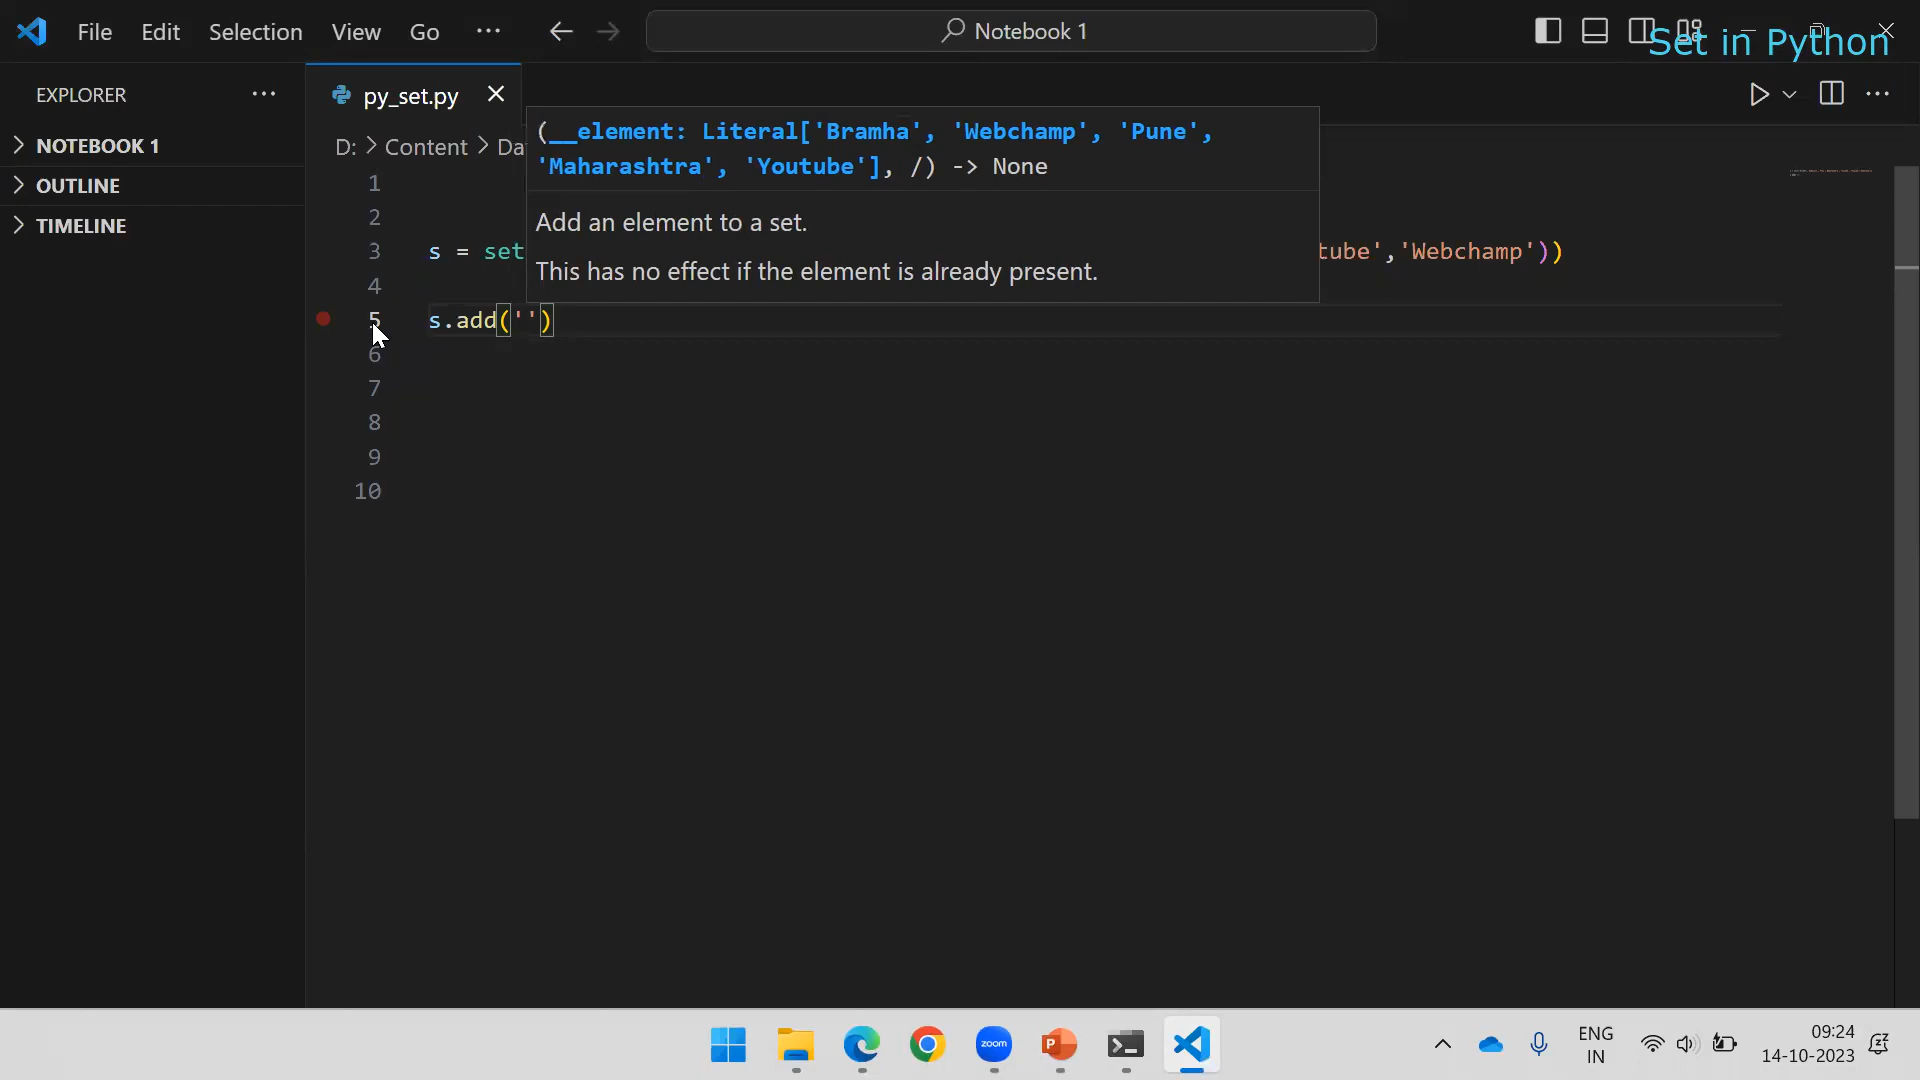 File Edit Selection View Go ··· Notebook 1
Set in Python
EXPLORER ··· py_set.py
NOTEBOOK 1
OUTLINE
TIMELINE
D: > Content > Da
(__element: Literal['Bramha', 'Webchamp', 'Pune',
'Maharashtra', 'Youtube'], /) -> None
Add an element to a set.
This has no effect if the element is already present.
1
2
3 s = set tube','Webchamp'))
4
5 s.add('')
6
7
8
9
10
zoom
P
ENG
IN
09:24
14-10-2023